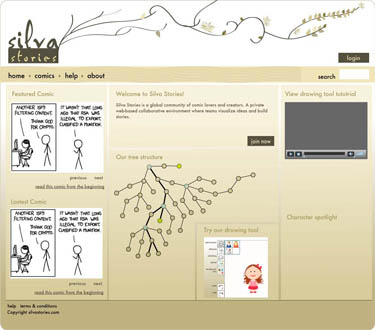 silva
stories
login
home • comics • help • about
search
Featured Comic
ANOTHER ISP'S
FILTERING CONTENT.
THANK GOD
FOR CRYPTO.
IT WASN'T THAT LONG
AGO THAT RSA WAS
ILLEGAL TO EXPORT.
CLASSIFIED A MUNITION.
previous next
read this comic from the beginning
Lastest Comic
ANOTHER ISP'S
FILTERING CONTENT.
THANK GOD
FOR CRYPTO.
IT WASN'T THAT LONG
AGO THAT RSA WAS
ILLEGAL TO EXPORT.
CLASSIFIED A MUNITION.
previous next
read this comic from the beginning
Welcome to Silva Stories!
Silva Stories is a global community of comic lovers and creators. A private
web-based collaborative environment where teams visualize ideas and build
stories.
join now
Our tree structure
Try our drawing tool
View drawing tool tutotrial
Character spotlight
help terms & conditions
Copyright silvastories.com